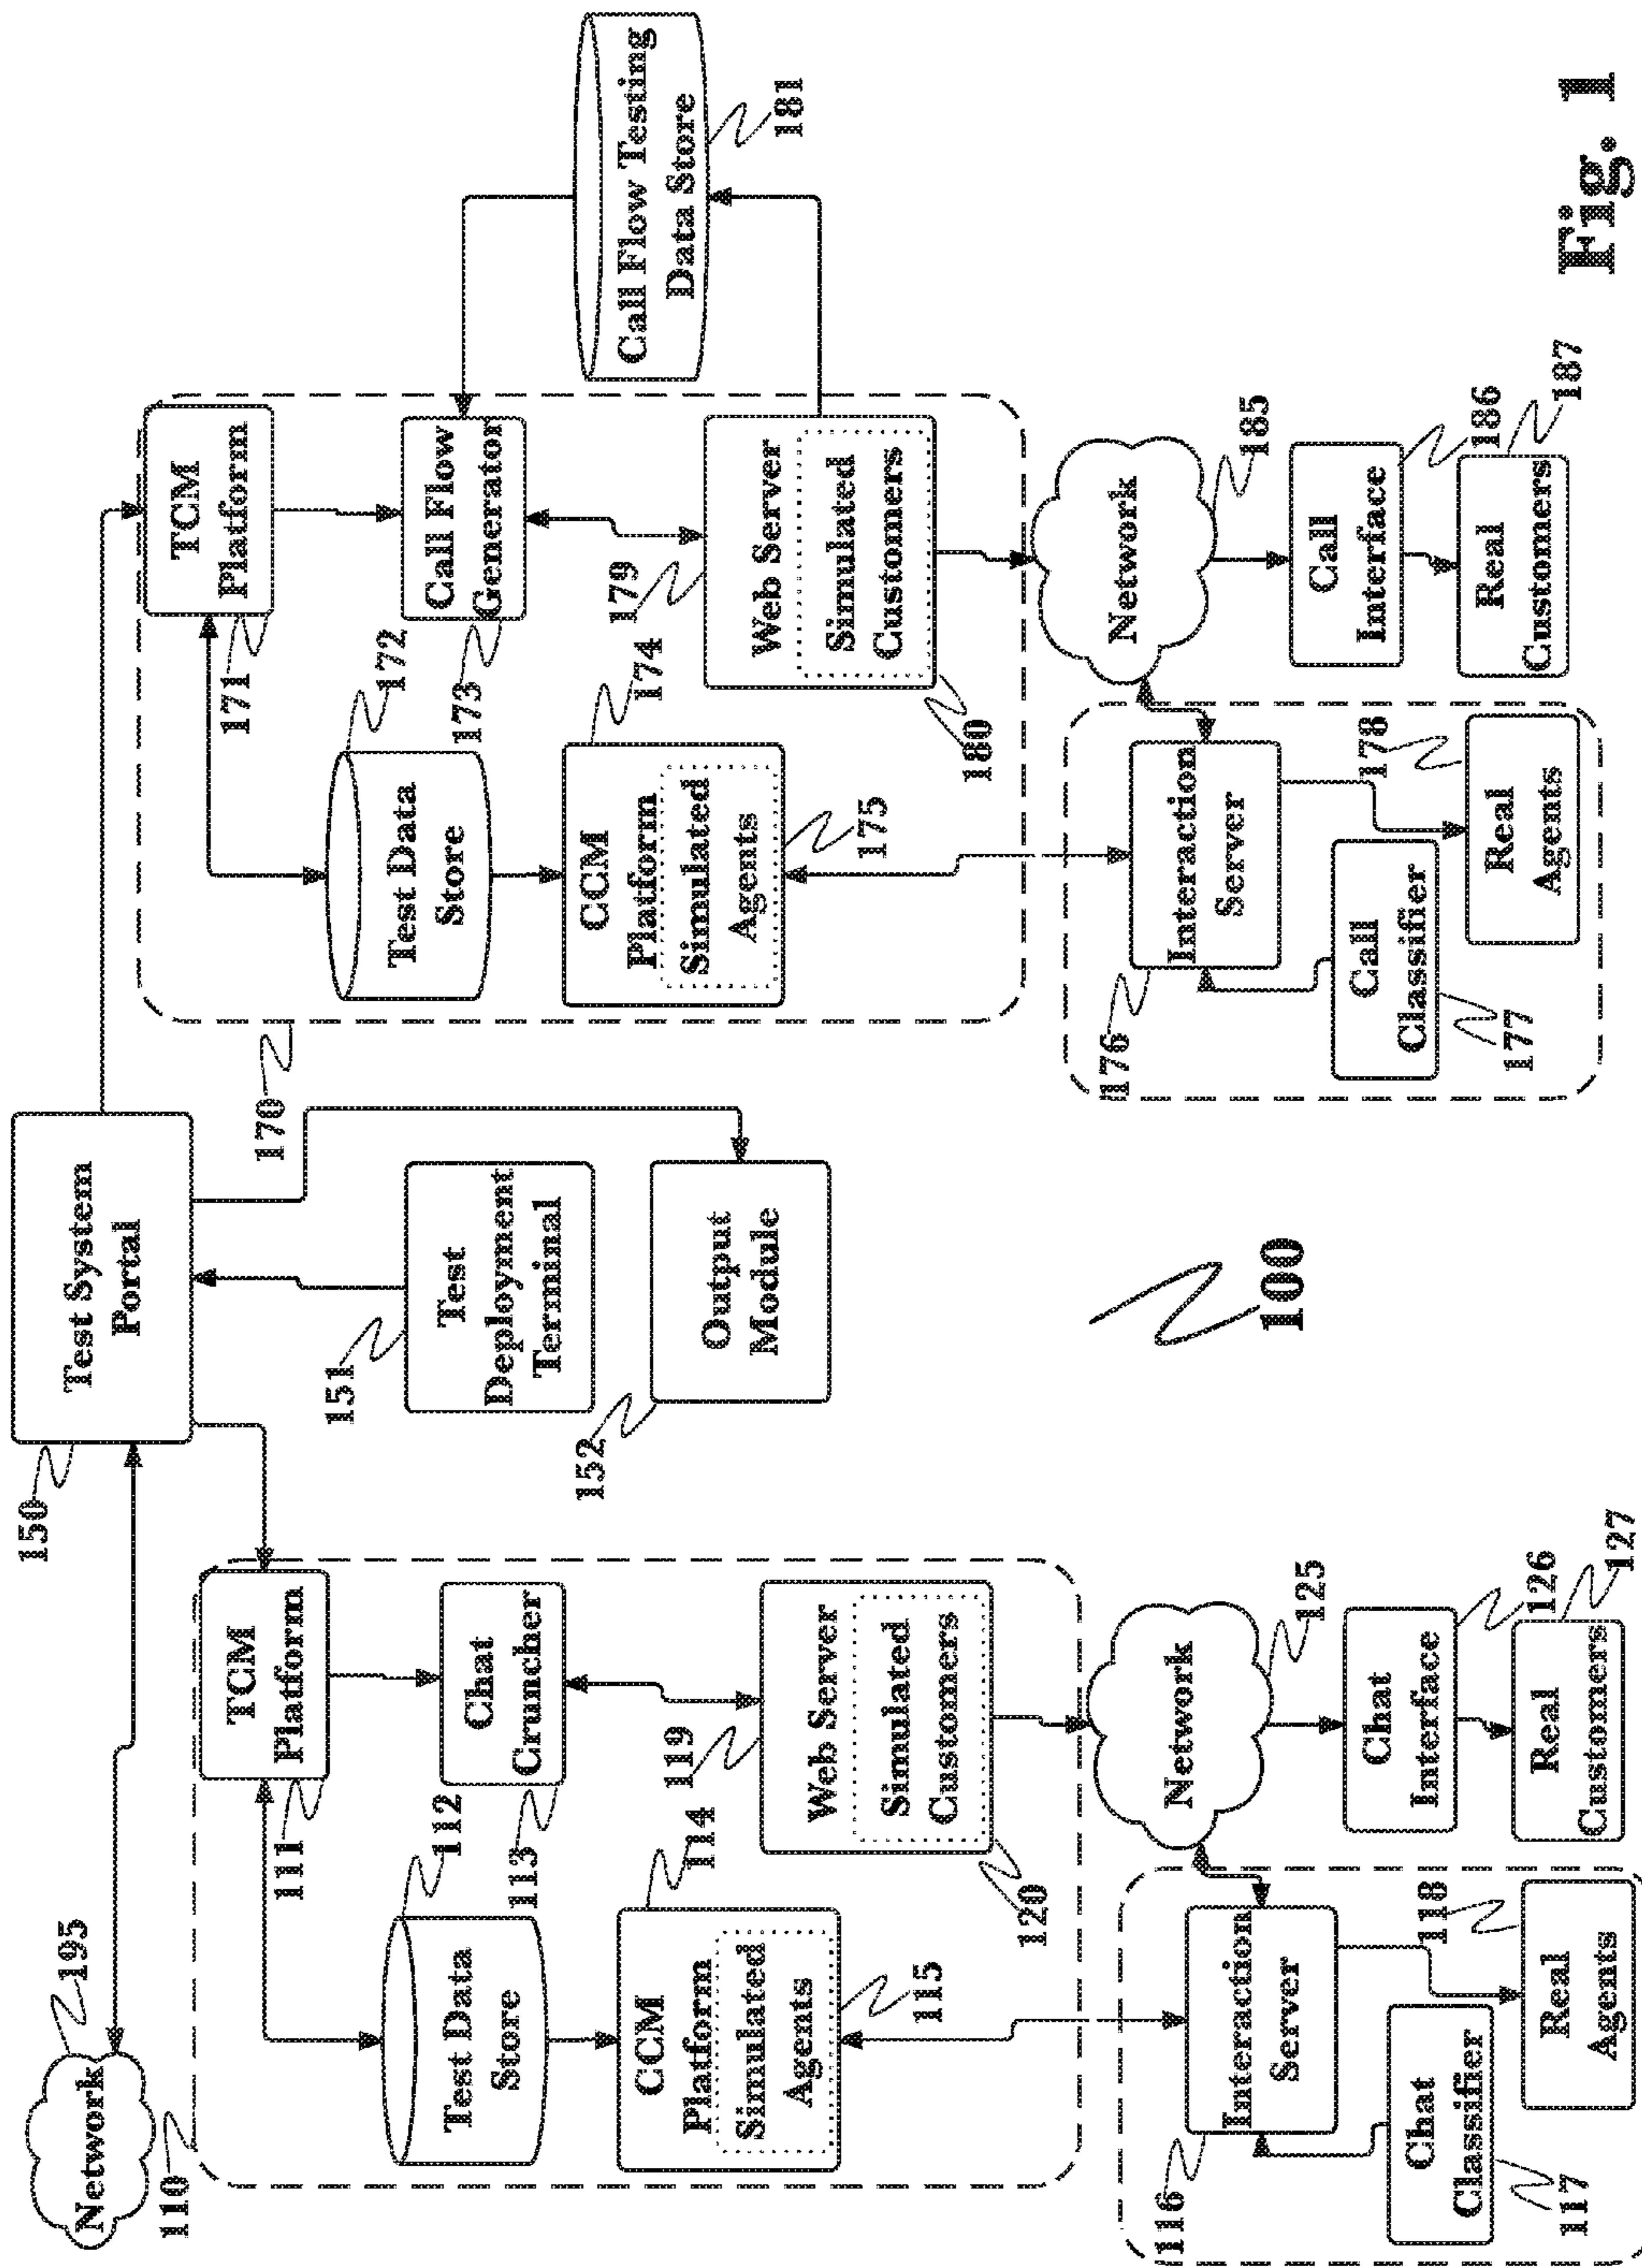 Network
195
110
150
Test System
Portal
151
Test
Deployment
Terminal
152
Output
Module
100
TCM
Platform
111
Test Data
Store
112
Chat
Cruncher
113
CCM
Platform
114
Simulated
Agents
115
Web Server
119
Simulated
Customers
120
Interaction
Server
116
Chat
Classifier
117
Real
Agents
118
Network
125
Chat
Interface
126
Real
Customers
127
170
TCM
Platform
171
Test Data
Store
172
Call Flow
Generator
173
CCM
Platform
174
Simulated
Agents
175
Web Server
179
Simulated
Customers
180
Call Flow Testing
Data Store
181
Interaction
Server
176
Call
Classifier
177
Real
Agents
178
Network
185
Call
Interface
186
Real
Customers
187
Fig. 1